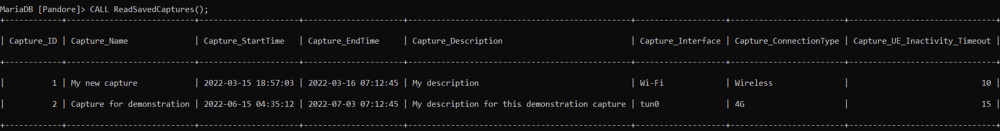 MariaDB [Pandore]> CALL ReadSavedCaptures();
+------------+---------------------------+---------------------+---------------------+-----------------------------------------------+-------------------+------------------------+-------------------------------+
| Capture_ID | Capture_Name              | Capture_StartTime   | Capture_EndTime     | Capture_Description                           | Capture_Interface | Capture_ConnectionType | Capture_UE_Inactivity_Timeout |
+------------+---------------------------+---------------------+---------------------+-----------------------------------------------+-------------------+------------------------+-------------------------------+
|          1 | My new capture            | 2022-03-15 18:57:03 | 2022-03-16 07:12:45 | My description                                | Wi-Fi             | Wireless               |                            10 |
|          2 | Capture for demonstration | 2022-06-15 04:35:12 | 2022-07-03 07:12:45 | My description for this demonstration capture | tun0              | 4G                     |                            15 |
+------------+---------------------------+---------------------+---------------------+-----------------------------------------------+-------------------+------------------------+-------------------------------+